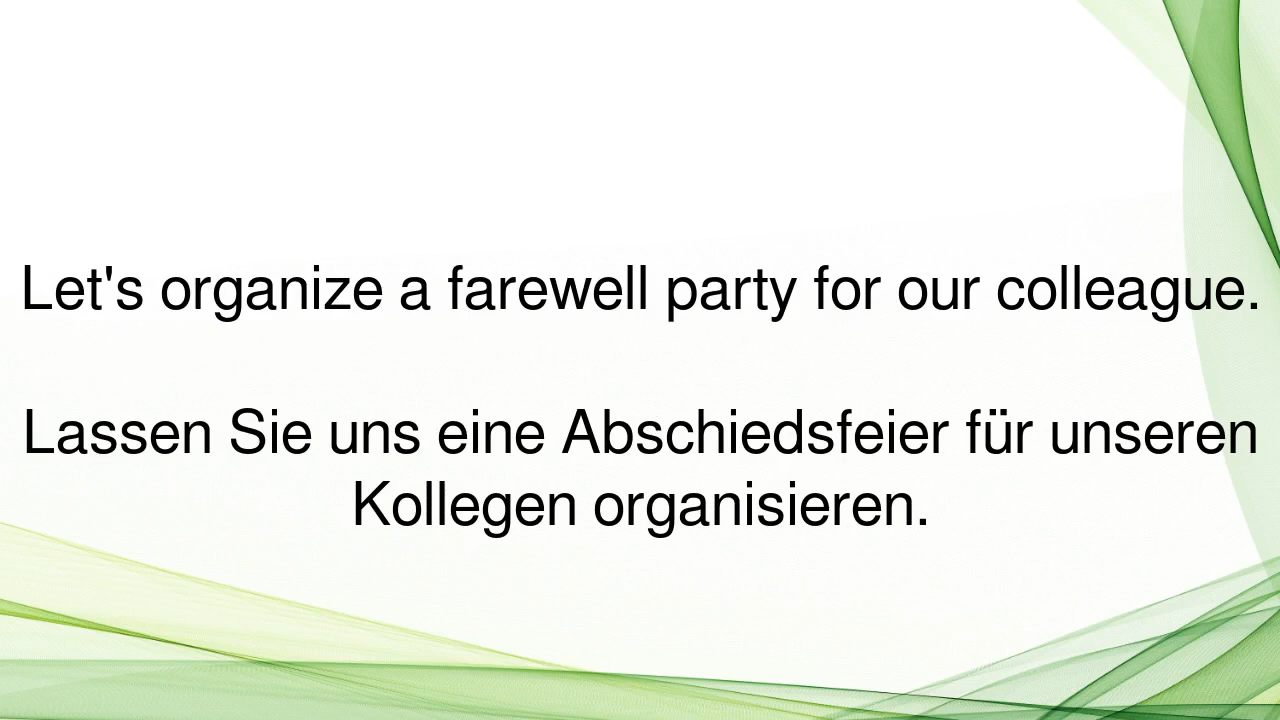 Let's organize a farewell party for our colleague.
Lassen Sie uns eine Abschiedsfeier für unseren
Kollegen organisieren.